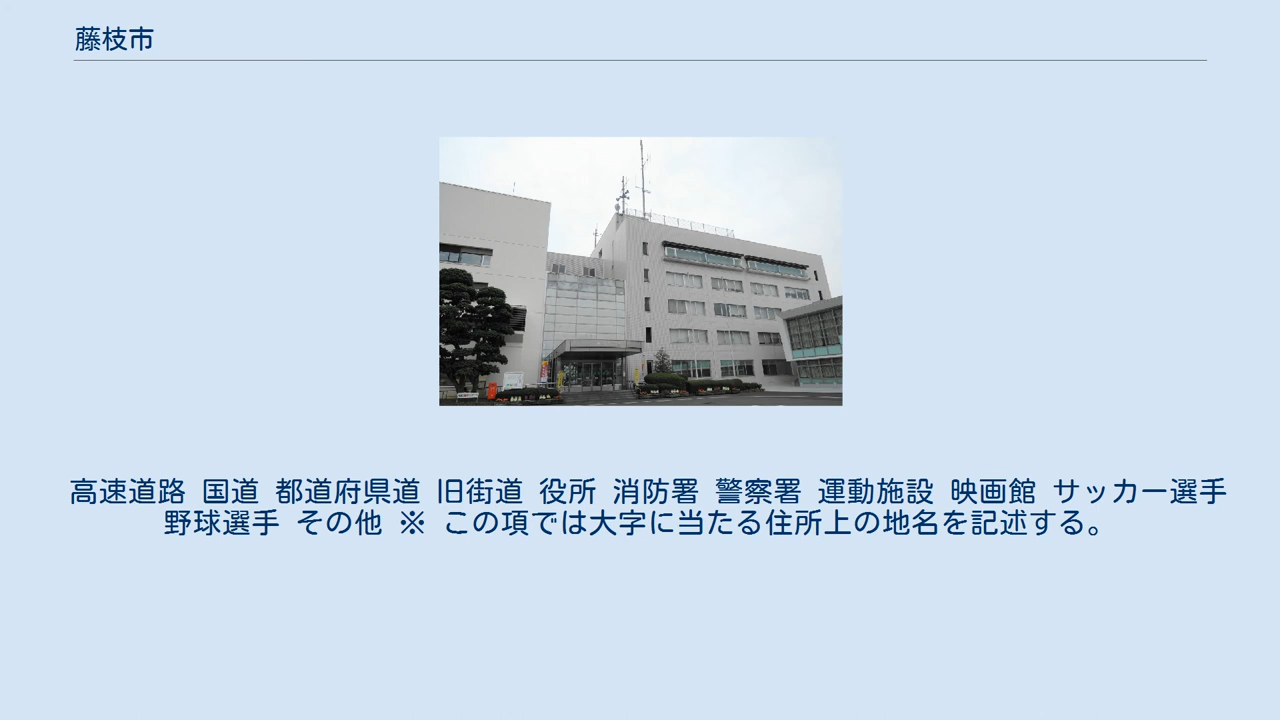 藤枝市
高速道路 国道 都道府県道 旧街道 役所 消防署 警察署 運動施設 映画館 サッカー選手
野球選手 その他 ※ この項では大字に当たる住所上の地名を記述する。